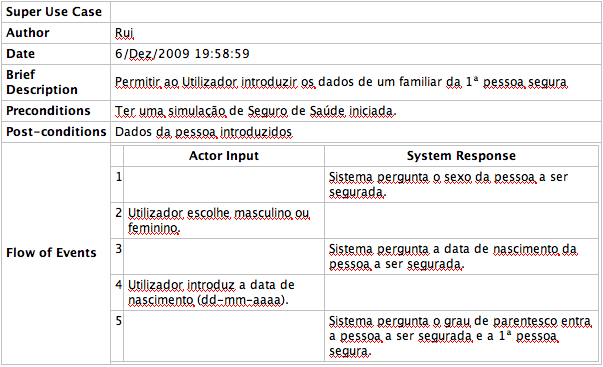 Super Use Case
Author Rui
Date 6/Dez/2009 19:58:59
Brief
Description Permitir ao Utilizador introduzir os dados de um familiar da 1ª pessoa segura
Preconditions Ter uma simulação de Seguro de Saúde iniciada.
Post-conditions Dados da pessoa introduzidos
Flow of Events
Actor Input System Response
1 Sistema pergunta o sexo da pessoa a ser
segurada.
2 Utilizador escolhe masculino ou
feminino.
3 Sistema pergunta a data de nascimento da
pessoa a ser segurada.
4 Utilizador introduz a data de
nascimento (dd-mm-aaaa).
5 Sistema pergunta o grau de parentesco entra
a pessoa a ser segurada e a 1ª pessoa
segura.